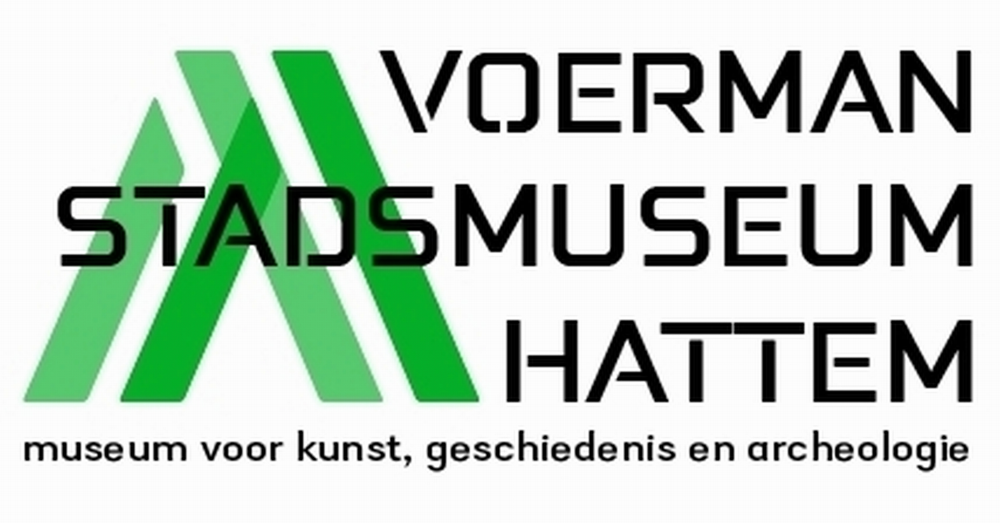 VOERMAN
STADSMUSEUM
HATTEM
museum voor kunst, geschiedenis en archeologie